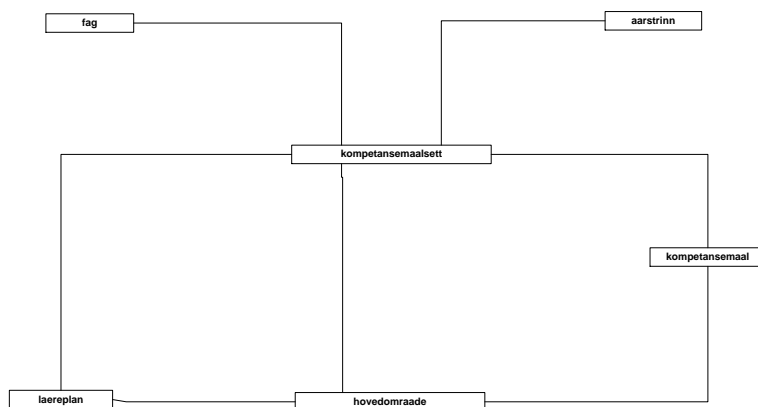 fag
aarstrinn
kompetansemaalsett
kompetansemaal
laereplan
hovedomraade